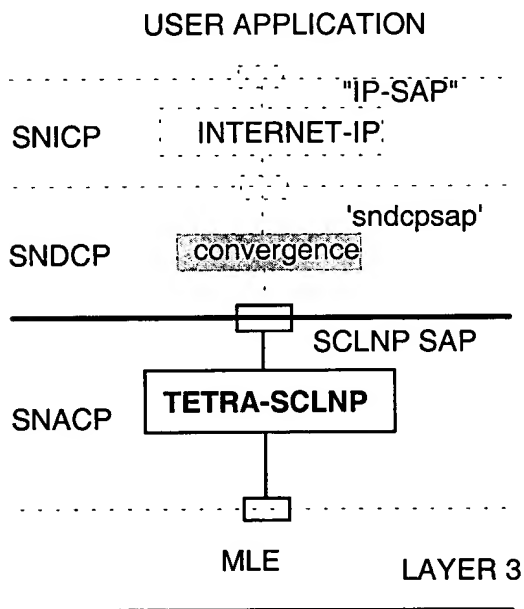 USER APPLICATION
"IP-SAP"
SNICP
INTERNET-IP
'sndcpsap'
SNDCP
convergence
SCLNP SAP
TETRA-SCLNP
SNACP
MLE
LAYER 3